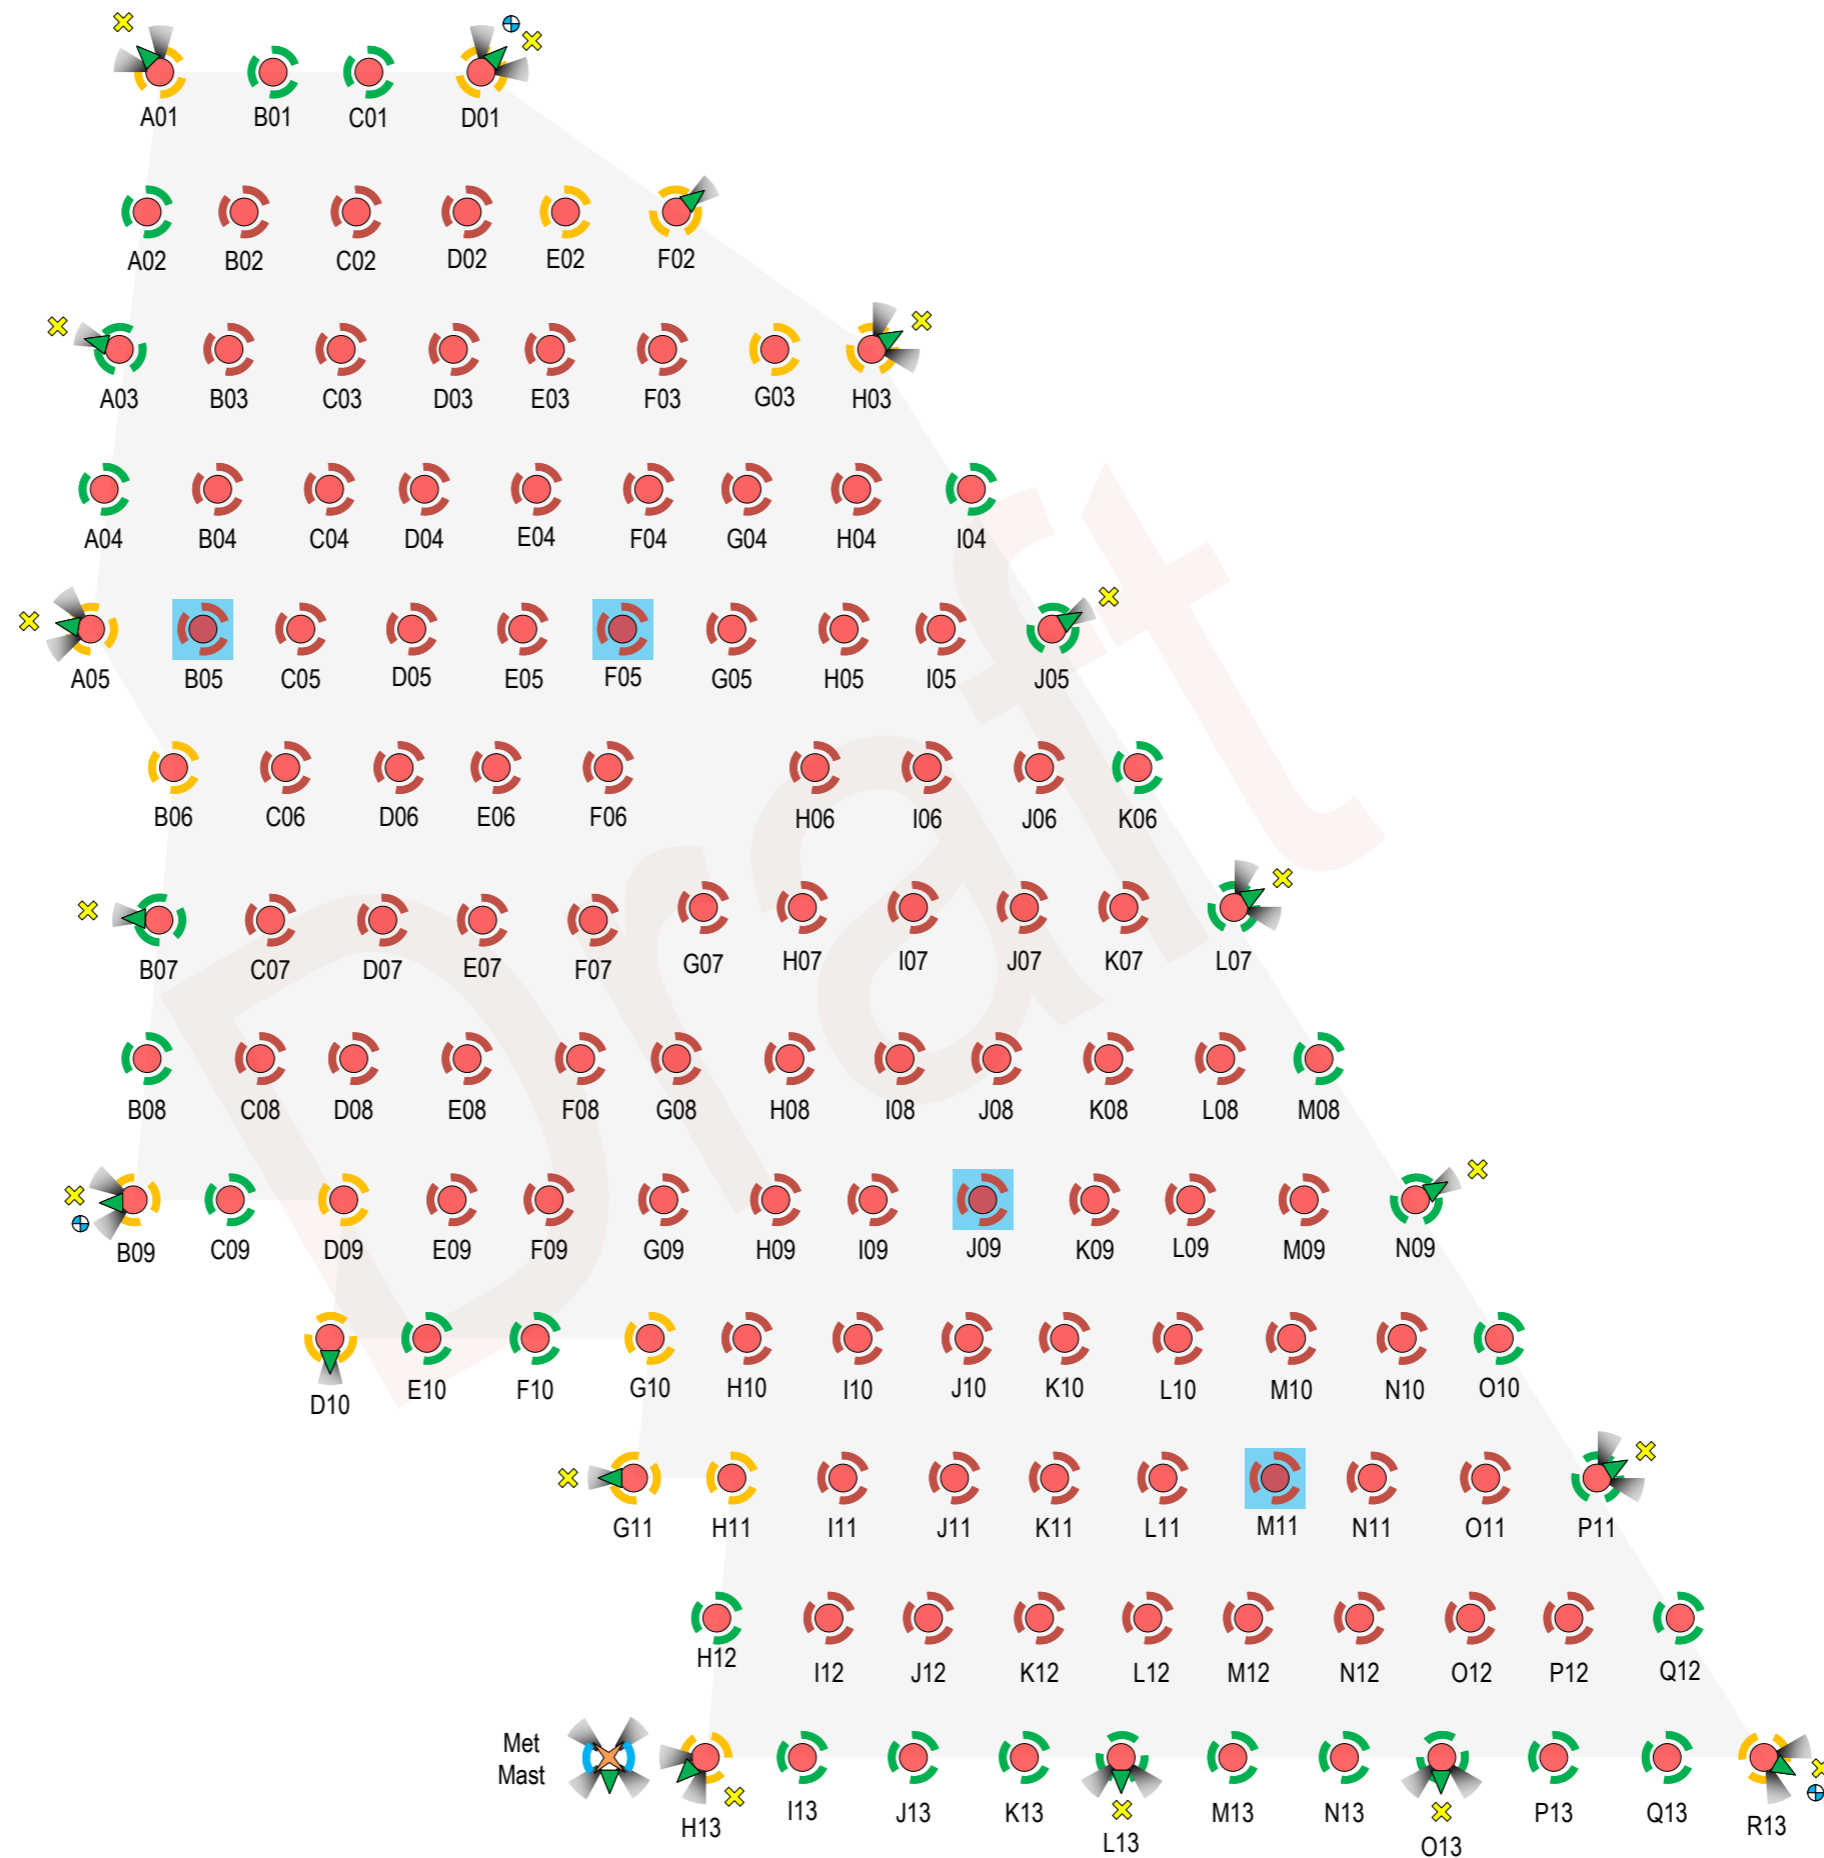 A01 B01 C01 D01
A02 B02 C02 D02 E02 F02
A03 B03 C03 D03 E03 F03 G03 H03
A04 B04 C04 D04 E04 F04 G04 H04 I04
A05 B05 C05 D05 E05 F05 G05 H05 I05 J05
B06 C06 D06 E06 F06 H06 I06 J06 K06
B07 C07 D07 E07 F07 G07 H07 I07 J07 K07 L07
B08 C08 D08 E08 F08 G08 H08 I08 J08 K08 L08 M08
B09 C09 D09 E09 F09 G09 H09 I09 J09 K09 L09 M09 N09
D10 E10 F10 G10 H10 I10 J10 K10 L10 M10 N10 O10
G11 H11 I11 J11 K11 L11 M11 N11 O11 P11
H12 I12 J12 K12 L12 M12 N12 O12 P12 Q12
Met
Mast
H13 I13 J13 K13 L13 M13 N13 O13 P13 Q13 R13
Draft